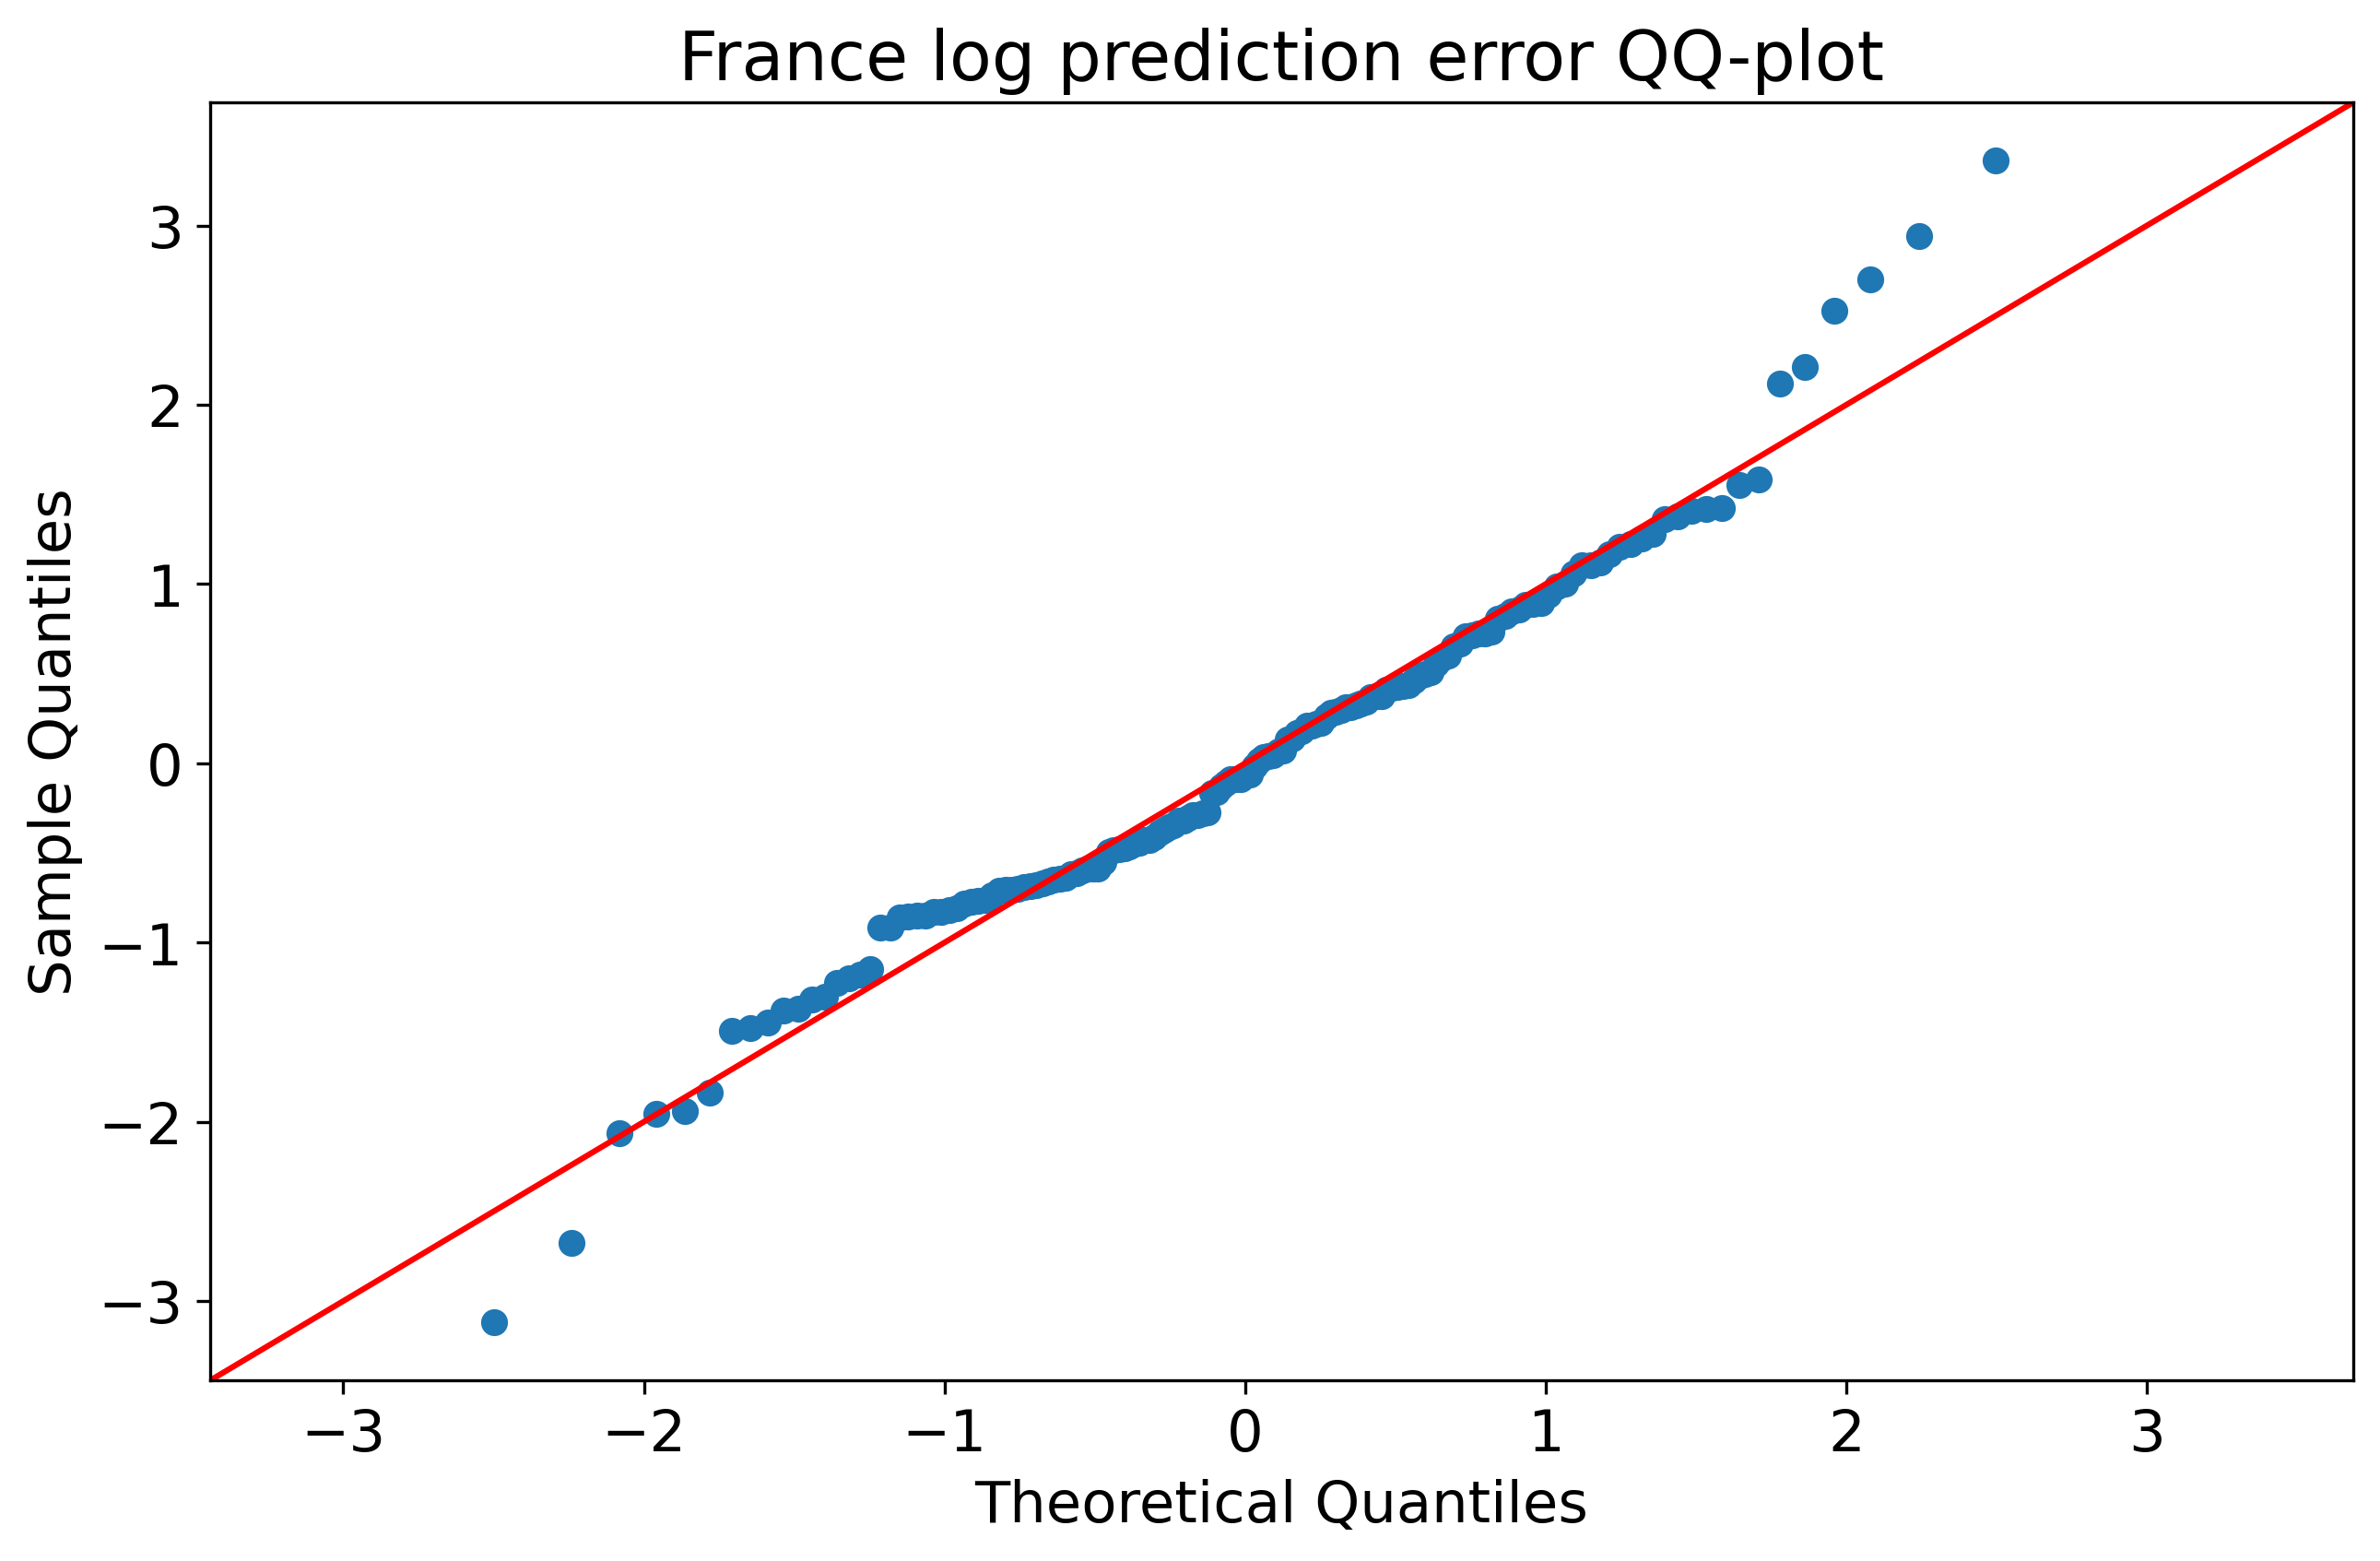 France log prediction error QQ-plot
3
2
1
0
−1
−2
−3
Sample Quantiles
−3 −2 −1 0 1 2 3
Theoretical Quantiles